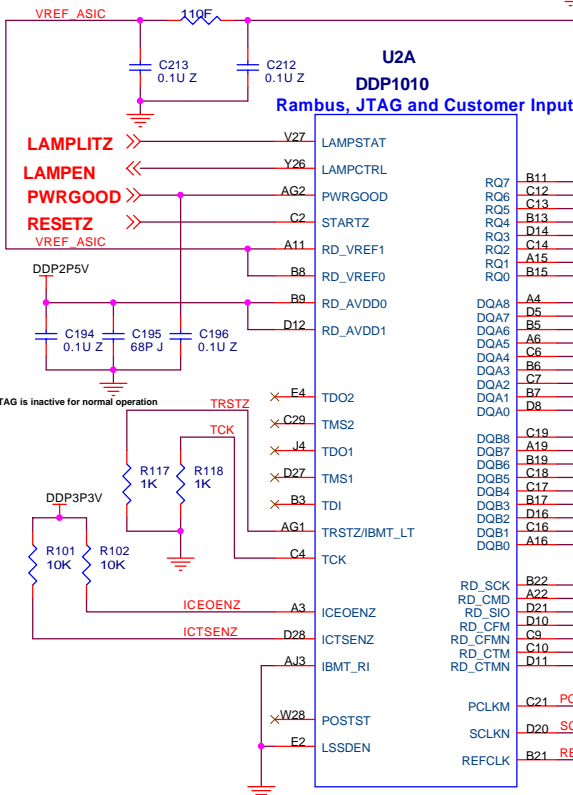 VREF_ASIC
110F
C213
0.1U Z
C212
0.1U Z
U2A
DDP1010
Rambus, JTAG and Customer Input
LAMPLITZ
V27
LAMPSTAT
LAMPEN
Y26
LAMPCTRL
PWRGOOD
AG2
PWRGOOD
RESETZ
C2
STARTZ
VREF_ASIC
A11
RD_VREF1
B8
RD_VREF0
DDP2P5V
B9
RD_AVDD0
D12
RD_AVDD1
C194
0.1U Z
C195
68P J
C196
0.1U Z
TAG is inactive for normal operation
TRSTZ
TCK
E4
TDO2
C29
TMS2
J4
TDO1
D27
TMS1
B3
TDI
AG1
TRSTZ/IBMT_LT
C4
TCK
R117
1K
R118
1K
DDP3P3V
R101
10K
R102
10K
ICEOENZ
A3
ICEOENZ
ICTSENZ
D28
ICTSENZ
AJ3
IBMT_RI
W28
POSTST
E2
LSSDEN
RQ7
B11
RQ6
C12
RQ5
C13
RQ4
B13
RQ3
D14
RQ2
C14
RQ1
A15
RQ0
B15
DQA8
A4
DQA7
D5
DQA6
B5
DQA5
A6
DQA4
C6
DQA3
B6
DQA2
C7
DQA1
B7
DQA0
D8
DQB8
C19
DQB7
A19
DQB6
B19
DQB5
C18
DQB4
C17
DQB3
B17
DQB2
D16
DQB1
C16
DQB0
A16
RD_SCK
B22
RD_CMD
A22
RD_SIO
D21
RD_CFM
D10
RD_CFMN
C9
RD_CTM
C10
RD_CTMN
D11
PCLKM
C21
SCLKN
D20
REFCLK
B21